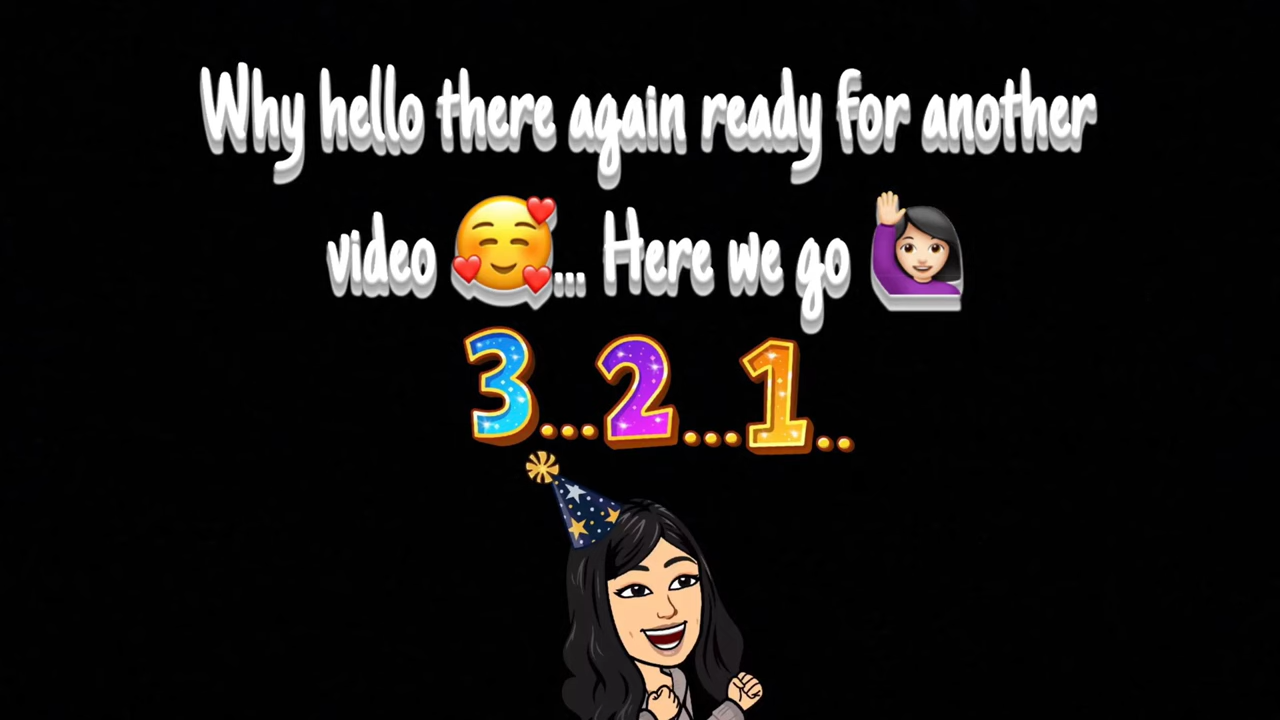 Why hello there again ready for another
video 🥰... Here we go 🙋🏻‍♀️
3...2...1..